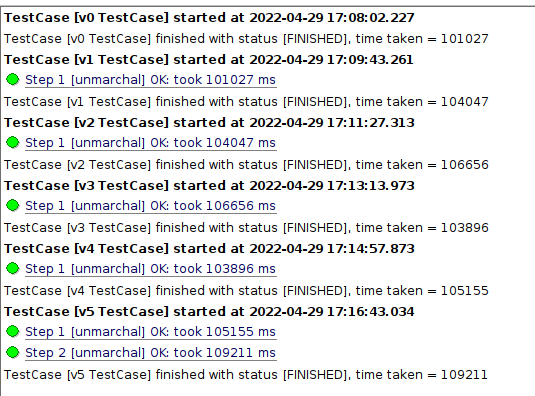 TestCase [v0 TestCase] started at 2022-04-29 17:08:02.227
TestCase [v0 TestCase] finished with status [FINISHED], time taken = 101027
TestCase [v1 TestCase] started at 2022-04-29 17:09:43.261
Step 1 [unmarchal] OK: took 101027 ms
TestCase [v1 TestCase] finished with status [FINISHED], time taken = 104047
TestCase [v2 TestCase] started at 2022-04-29 17:11:27.313
Step 1 [unmarchal] OK: took 104047 ms
TestCase [v2 TestCase] finished with status [FINISHED], time taken = 106656
TestCase [v3 TestCase] started at 2022-04-29 17:13:13.973
Step 1 [unmarchal] OK: took 106656 ms
TestCase [v3 TestCase] finished with status [FINISHED], time taken = 103896
TestCase [v4 TestCase] started at 2022-04-29 17:14:57.873
Step 1 [unmarchal] OK: took 103896 ms
TestCase [v4 TestCase] finished with status [FINISHED], time taken = 105155
TestCase [v5 TestCase] started at 2022-04-29 17:16:43.034
Step 1 [unmarchal] OK: took 105155 ms
Step 2 [unmarchal] OK: took 109211 ms
TestCase [v5 TestCase] finished with status [FINISHED], time taken = 109211